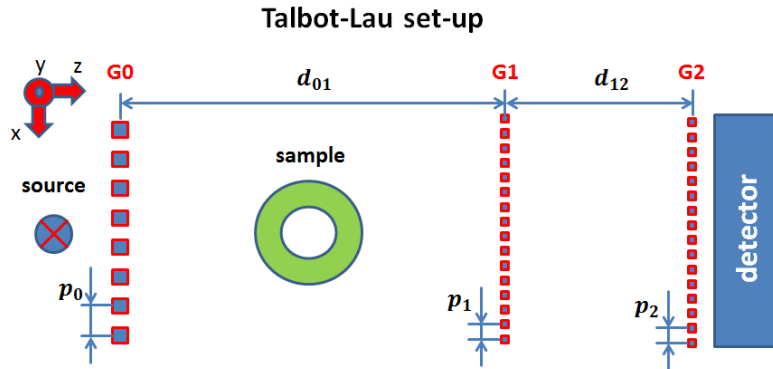 Talbot-Lau set-up
y
z
x
G0
d01
G1
d12
G2
sample
source
p0
p1
p2
detector